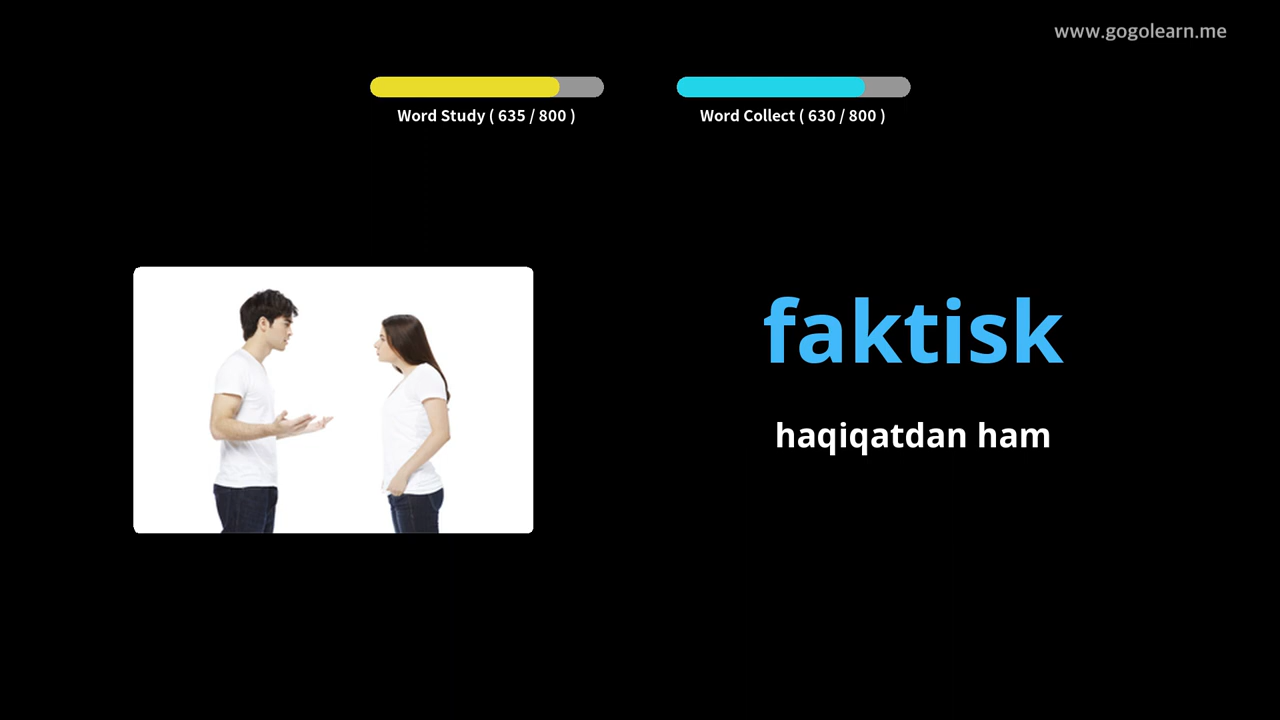 www.gogolearn.me
Word Study ( 635 / 800 )
Word Collect ( 630 / 800 )
faktisk
haqiqatdan ham